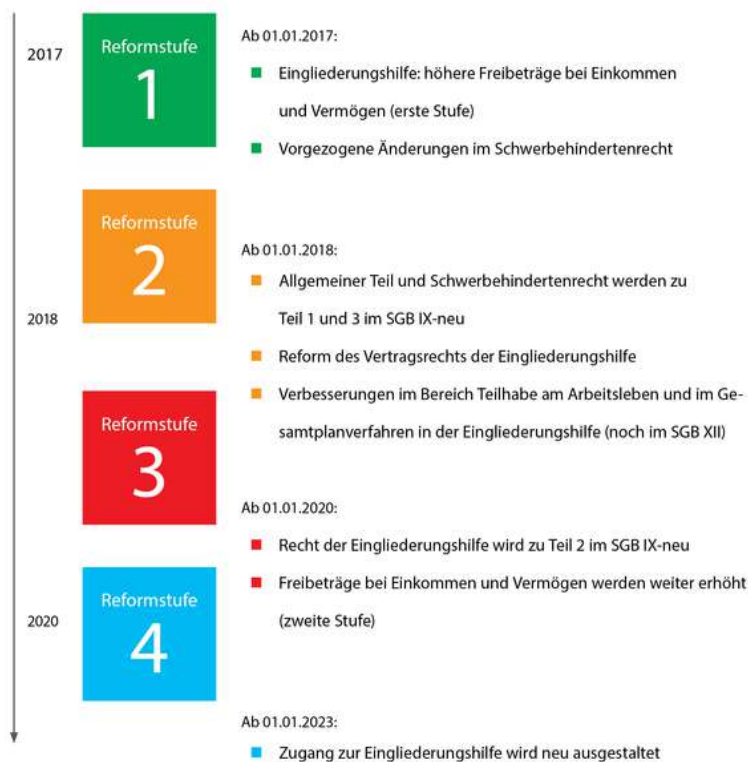 2017
Reformstufe
1
Ab 01.01.2017:
Eingliederungshilfe: höhere Freibeträge bei Einkommen
und Vermögen (erste Stufe)
Vorgezogene Änderungen im Schwerbehindertenrecht
Reformstufe
2
2018
Ab 01.01.2018:
Allgemeiner Teil und Schwerbehindertenrecht werden zu
Teil 1 und 3 im SGB IX-neu
Reform des Vertragsrechts der Eingliederungshilfe
Verbesserungen im Bereich Teilhabe am Arbeitsleben und im Ge-
samtplanverfahren in der Eingliederungshilfe (noch im SGB XII)
Reformstufe
3
Ab 01.01.2020:
Recht der Eingliederungshilfe wird zu Teil 2 im SGB IX-neu
Freibeträge bei Einkommen und Vermögen werden weiter erhöht
(zweite Stufe)
2020
Reformstufe
4
Ab 01.01.2023:
Zugang zur Eingliederungshilfe wird neu ausgestaltet